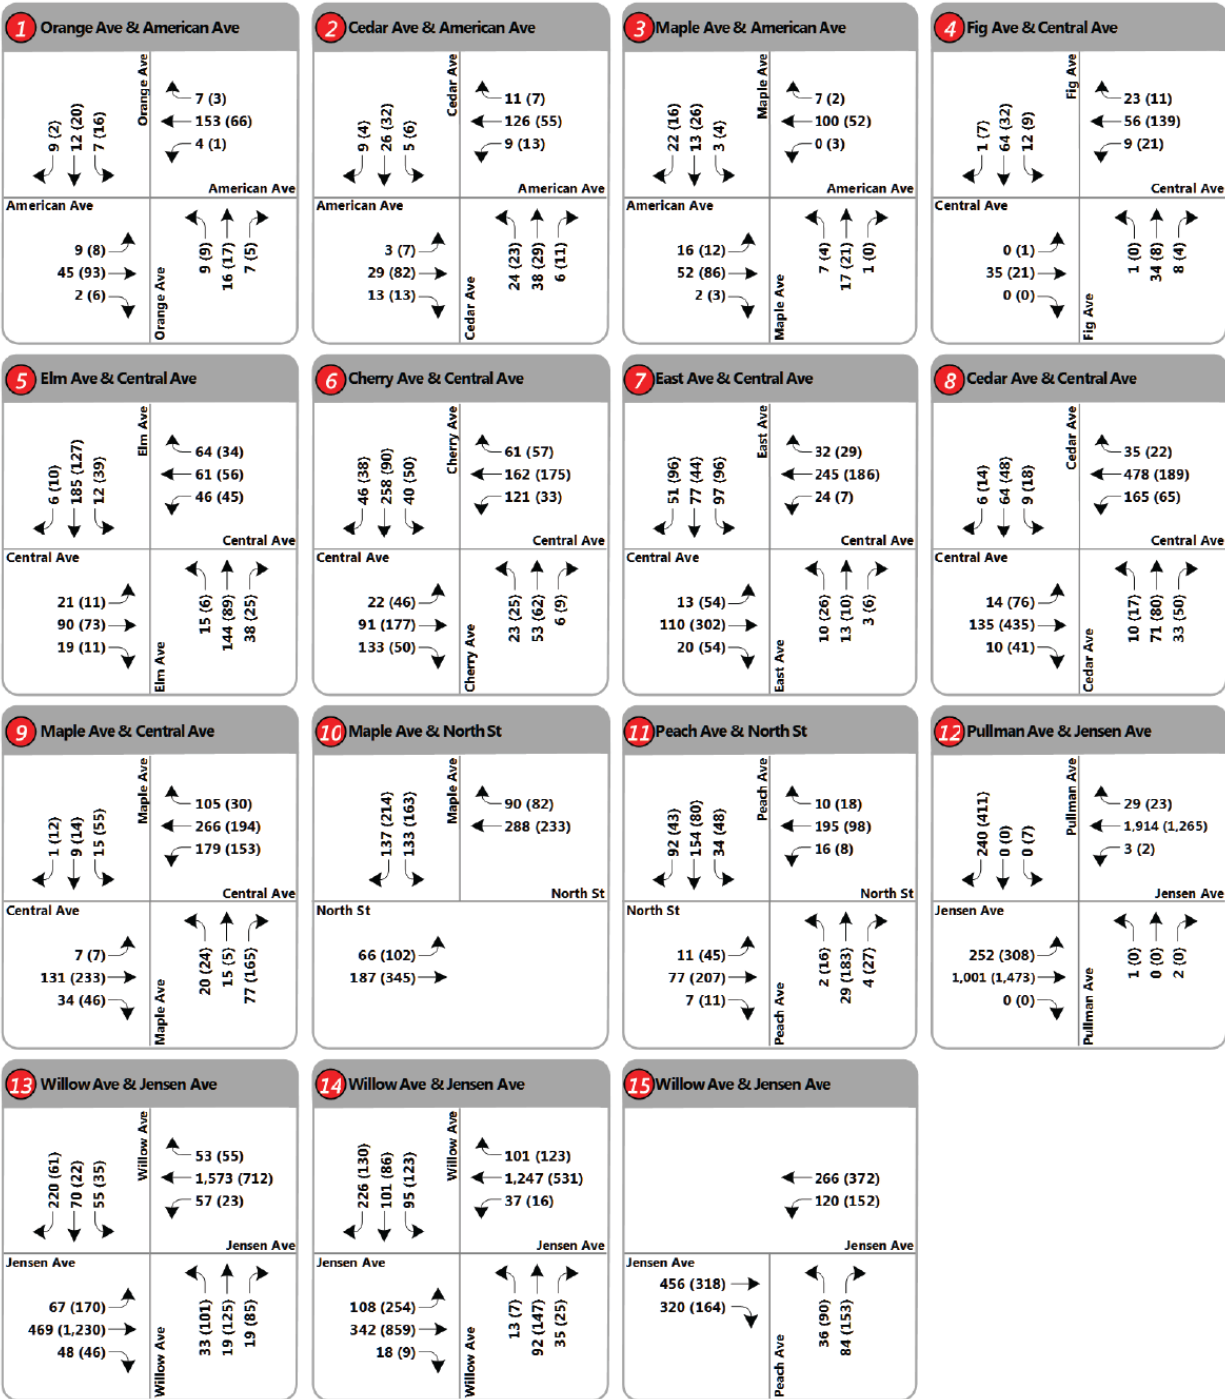 1 Orange Ave & American Ave
Orange Ave
9 (2)
12 (20)
7 (16)
7 (3)
153 (66)
4 (1)
American Ave
American Ave
9 (8)
45 (93)
2 (6)
Orange Ave
9 (9)
16 (17)
7 (5)
2 Cedar Ave & American Ave
Cedar Ave
9 (4)
26 (32)
5 (6)
11 (7)
126 (55)
9 (13)
American Ave
American Ave
3 (7)
29 (82)
13 (13)
Cedar Ave
24 (23)
38 (29)
6 (11)
3 Maple Ave & American Ave
Maple Ave
22 (16)
13 (26)
3 (4)
7 (2)
100 (52)
0 (3)
American Ave
American Ave
16 (12)
52 (86)
2 (3)
Maple Ave
7 (4)
17 (21)
1 (0)
4 Fig Ave & Central Ave
Fig Ave
1 (7)
64 (32)
12 (9)
23 (11)
56 (139)
9 (21)
Central Ave
Central Ave
0 (1)
35 (21)
0 (0)
Fig Ave
1 (0)
34 (8)
8 (4)
5 Elm Ave & Central Ave
Elm Ave
6 (10)
185 (127)
12 (39)
64 (34)
61 (56)
46 (45)
Central Ave
Central Ave
21 (11)
90 (73)
19 (11)
Elm Ave
15 (6)
144 (89)
38 (25)
6 Cherry Ave & Central Ave
Cherry Ave
46 (38)
258 (90)
40 (50)
61 (57)
162 (175)
121 (33)
Central Ave
Central Ave
22 (46)
91 (177)
133 (50)
Cherry Ave
23 (25)
53 (62)
6 (9)
7 East Ave & Central Ave
East Ave
51 (96)
77 (44)
97 (96)
32 (29)
245 (186)
24 (7)
Central Ave
Central Ave
13 (54)
110 (302)
20 (54)
East Ave
10 (26)
13 (10)
3 (6)
8 Cedar Ave & Central Ave
Cedar Ave
6 (14)
64 (48)
9 (18)
35 (22)
478 (189)
165 (65)
Central Ave
Central Ave
14 (76)
135 (435)
10 (41)
Cedar Ave
10 (17)
71 (80)
33 (50)
9 Maple Ave & Central Ave
Maple Ave
1 (12)
9 (14)
15 (55)
105 (30)
266 (194)
179 (153)
Central Ave
Central Ave
7 (7)
131 (233)
34 (46)
Maple Ave
20 (24)
15 (5)
77 (165)
10 Maple Ave & North St
Maple Ave
137 (214)
133 (163)
90 (82)
288 (233)
North St
North St
66 (102)
187 (345)
11 Peach Ave & North St
Peach Ave
92 (43)
154 (80)
34 (48)
10 (18)
195 (98)
16 (8)
North St
North St
11 (45)
77 (207)
7 (11)
Peach Ave
2 (16)
29 (183)
4 (27)
12 Pullman Ave & Jensen Ave
Pullman Ave
240 (411)
0 (0)
0 (7)
29 (23)
1,914 (1,265)
3 (2)
Jensen Ave
Jensen Ave
252 (308)
1,001 (1,473)
0 (0)
Pullman Ave
1 (0)
0 (0)
2 (0)
13 Willow Ave & Jensen Ave
Willow Ave
220 (61)
70 (22)
55 (35)
53 (55)
1,573 (712)
57 (23)
Jensen Ave
Jensen Ave
67 (170)
469 (1,230)
48 (46)
Willow Ave
33 (101)
19 (125)
19 (85)
14 Willow Ave & Jensen Ave
Willow Ave
226 (130)
101 (86)
95 (123)
101 (123)
1,247 (531)
37 (16)
Jensen Ave
Jensen Ave
108 (254)
342 (859)
18 (9)
Willow Ave
13 (7)
92 (147)
35 (25)
15 Willow Ave & Jensen Ave
266 (372)
120 (152)
Jensen Ave
Jensen Ave
456 (318)
320 (164)
Peach Ave
36 (90)
84 (153)